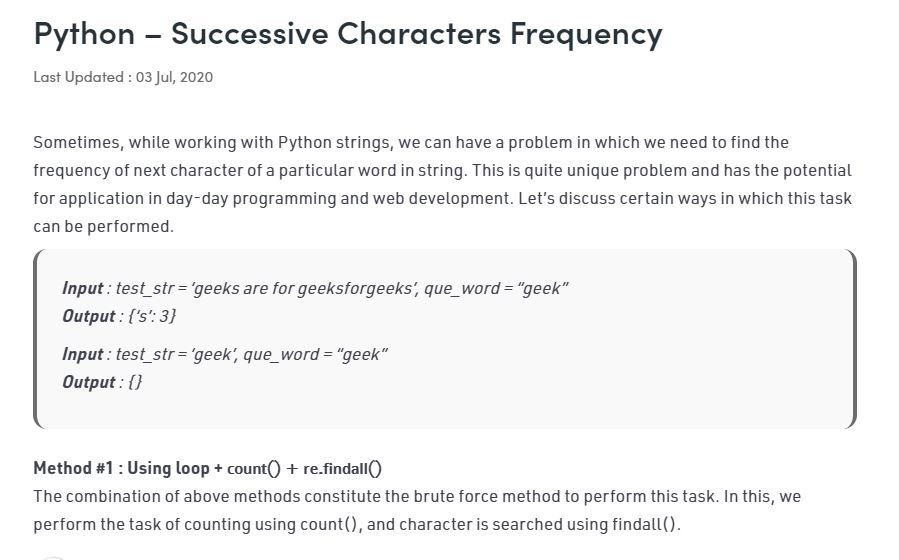 Python – Successive Characters Frequency
Last Updated : 03 Jul, 2020
Sometimes, while working with Python strings, we can have a problem in which we need to find the
frequency of next character of a particular word in string. This is quite unique problem and has the potential
for application in day-day programming and web development. Let’s discuss certain ways in which this task
can be performed.
Input : test_str = ‘geeks are for geeksforgeeks’, que_word = “geek”
Output : {‘s’: 3}
Input : test_str = ‘geek’, que_word = “geek”
Output : {}
Method #1 : Using loop + count() + re.findall()
The combination of above methods constitute the brute force method to perform this task. In this, we
perform the task of counting using count(), and character is searched using findall().